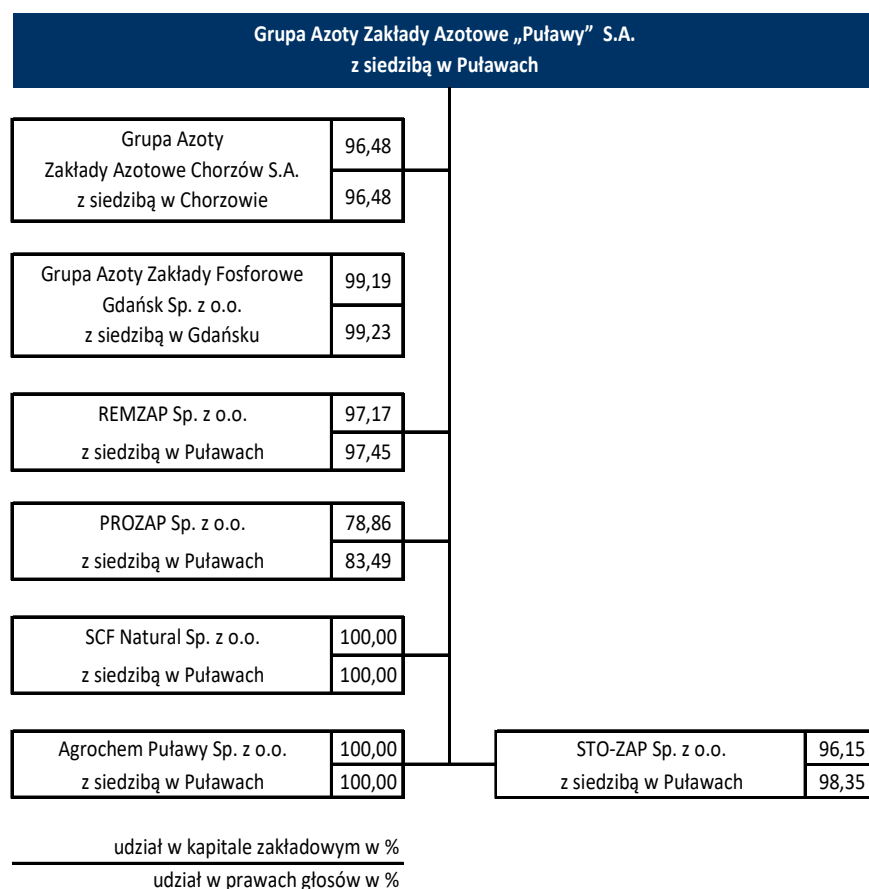 Grupa Azoty Zakłady Azotowe „Puławy” S.A.
z siedzibą w Puławach
Grupa Azoty
Zakłady Azotowe Chorzów S.A.
z siedzibą w Chorzowie
96,48
96,48
Grupa Azoty Zakłady Fosforowe
Gdańsk Sp. z o.o.
z siedzibą w Gdańsku
99,19
99,23
REMZAP Sp. z o.o.
z siedzibą w Puławach
97,17
97,45
PROZAP Sp. z o.o.
z siedzibą w Puławach
78,86
83,49
SCF Natural Sp. z o.o.
z siedzibą w Puławach
100,00
100,00
Agrochem Puławy Sp. z o.o.
z siedzibą w Puławach
100,00
100,00
STO-ZAP Sp. z o.o.
z siedzibą w Puławach
96,15
98,35
udział w kapitale zakładowym w %
udział w prawach głosów w %